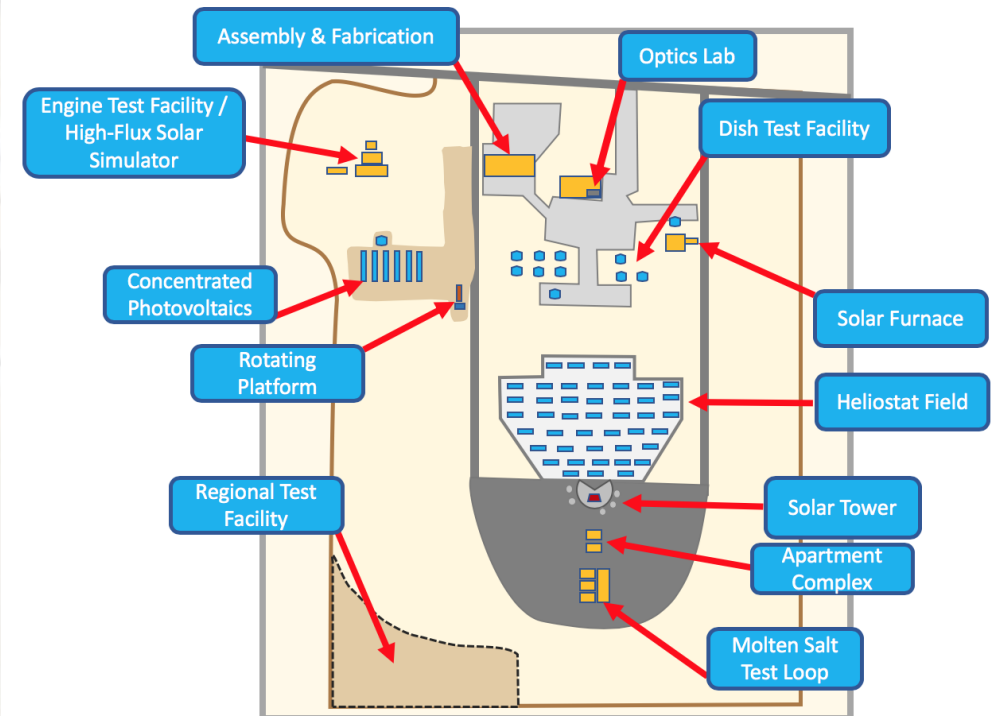 Assembly & Fabrication
Optics Lab
Engine Test Facility /
High-Flux Solar
Simulator
Dish Test Facility
Concentrated
Photovoltaics
Solar Furnace
Rotating
Platform
Heliostat Field
Regional Test
Facility
Solar Tower
Apartment
Complex
Molten Salt
Test Loop